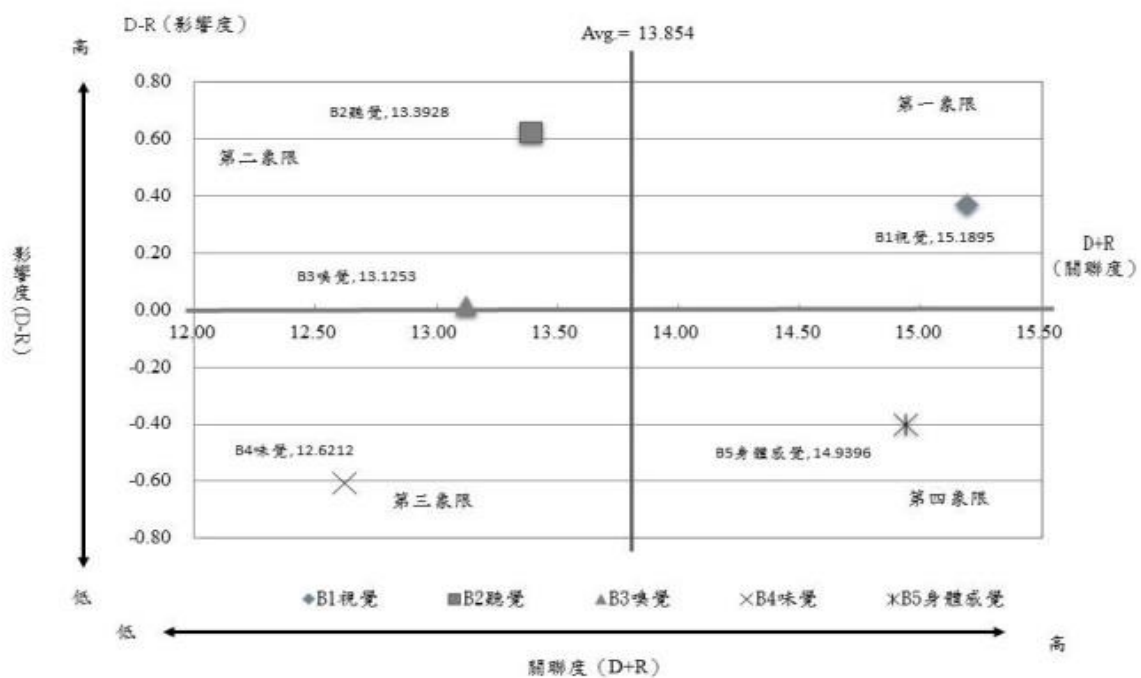 D-R（影響度）
Avg.= 13.854
高
0.80
B2聽覺,13.3928
第一象限
0.60
第二象限
0.40
B1視覺,15.1895
D+R
（關聯度）
0.20
影響度(D-R)
B3嗅覺,13.1253
0.00
12.00 12.50 13.00 13.50 14.00 14.50 15.00 15.50
-0.20
-0.40
B4味覺,12.6212
B5身體感覺,14.9396
-0.60
第三象限
第四象限
-0.80
低
B1視覺 B2聽覺 B3嗅覺 B4味覺 B5身體感覺
低
高
關聯度（D+R）